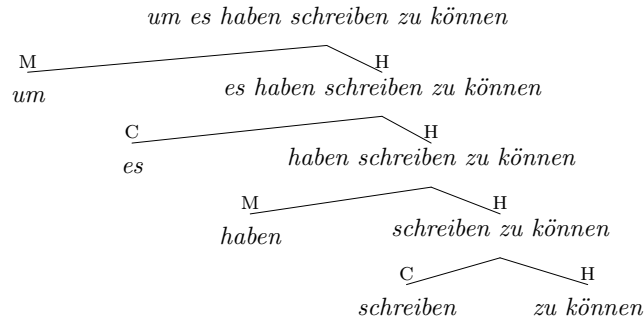 um es haben schreiben zu können
M H
um es haben schreiben zu können
C H
es haben schreiben zu können
M H
haben schreiben zu können
C H
schreiben zu können